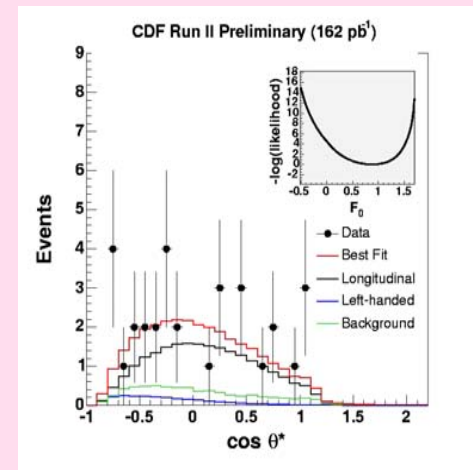 CDF Run II Preliminary (162 pb⁻¹)
9
8
7
6
5
4
3
2
1
0
Events
-1 -0.5 0 0.5 1 1.5 2
cos θ*
18
16
14
12
10
8
6
4
2
0
-2
-log(likelihood)
-0.5 0 0.5 1 1.5
F₀
Data
Best Fit
Longitudinal
Left-handed
Background